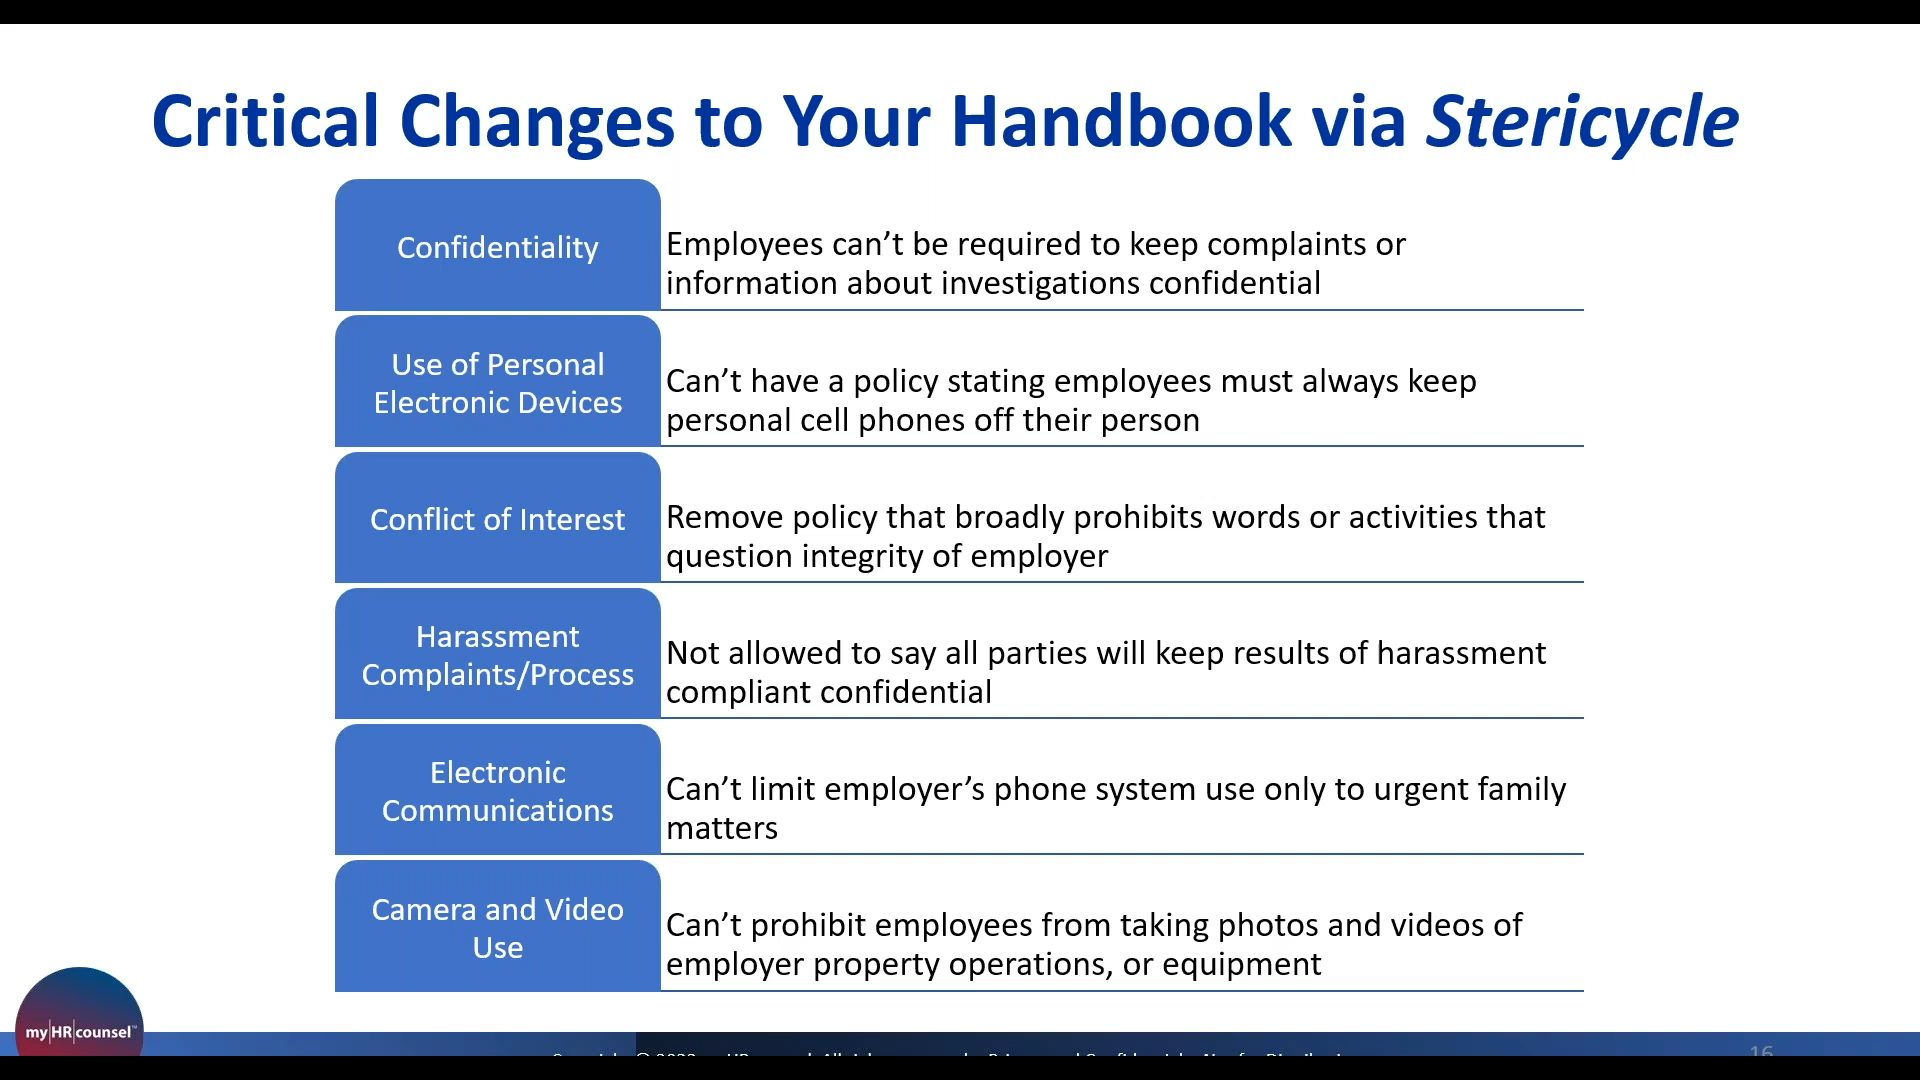 Critical Changes to Your Handbook via Stericycle
Confidentiality
Employees can’t be required to keep complaints or
information about investigations confidential
Use of Personal
Electronic Devices
Can’t have a policy stating employees must always keep
personal cell phones off their person
Conflict of Interest
Remove policy that broadly prohibits words or activities that
question integrity of employer
Harassment
Complaints/Process
Not allowed to say all parties will keep results of harassment
compliant confidential
Electronic
Communications
Can’t limit employer’s phone system use only to urgent family
matters
Camera and Video
Use
Can’t prohibit employees from taking photos and videos of
employer property operations, or equipment
my|HR|counsel™
16